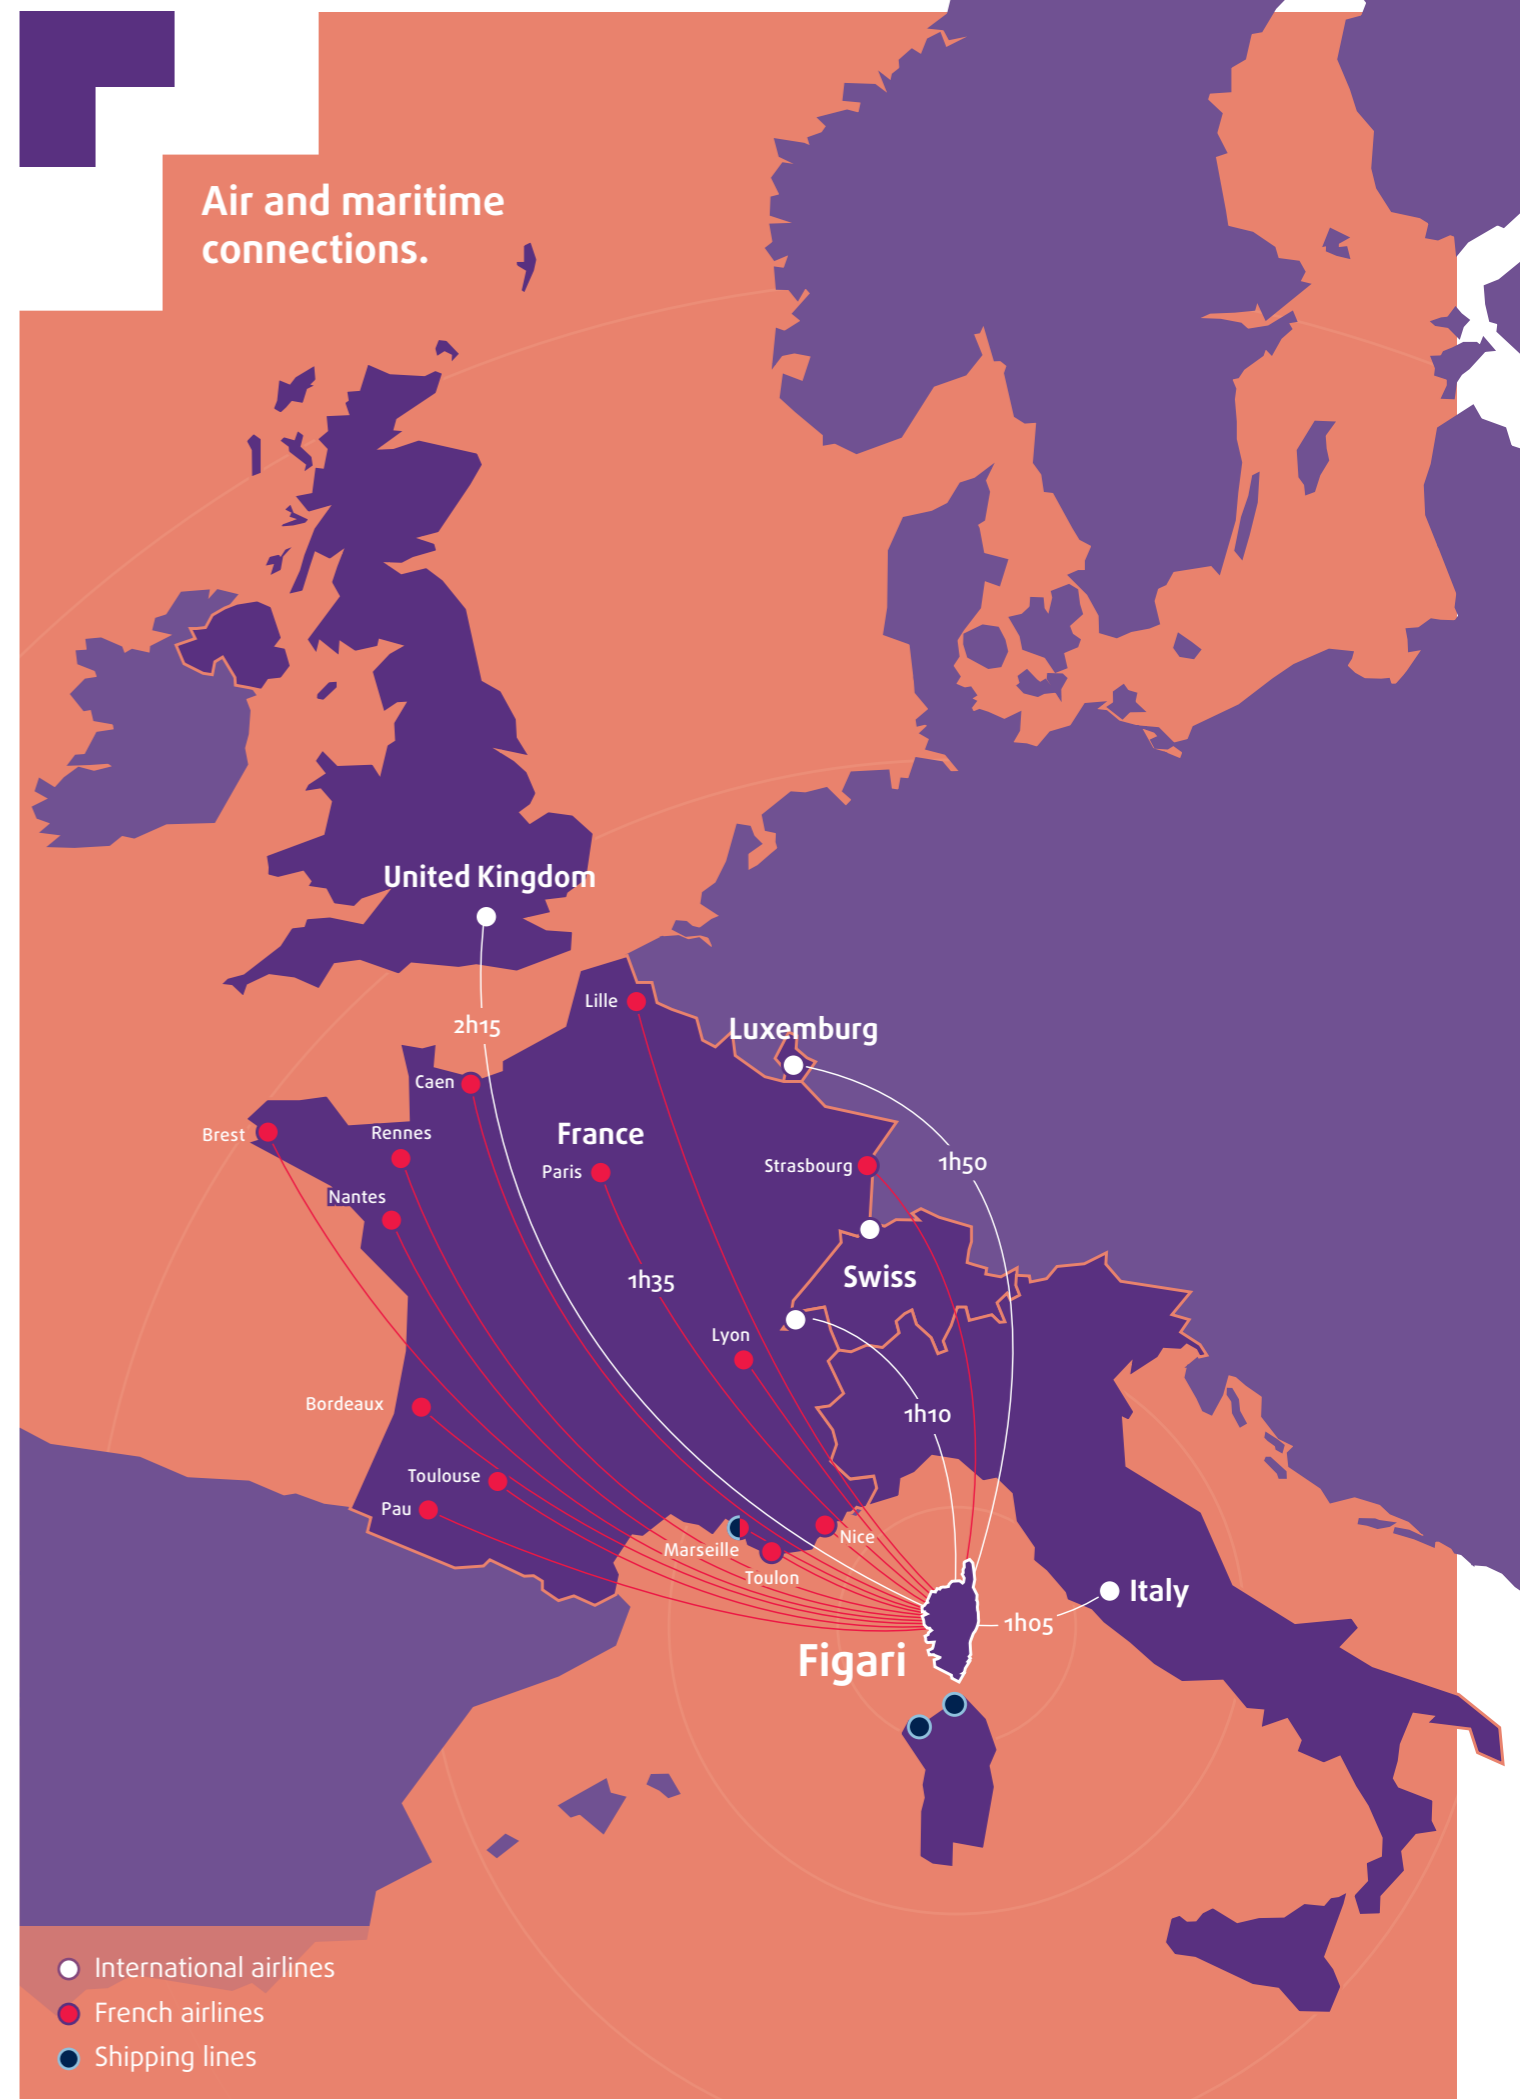 Air and maritime
connections.
United Kingdom
Lille
2h15
Luxemburg
Caen
Brest
Rennes
France
Paris
Strasbourg
1h50
Nantes
Swiss
1h35
Lyon
Bordeaux
1h10
Toulouse
Pau
Nice
Marseille
Toulon
Italy
1h05
Figari
International airlines
French airlines
Shipping lines